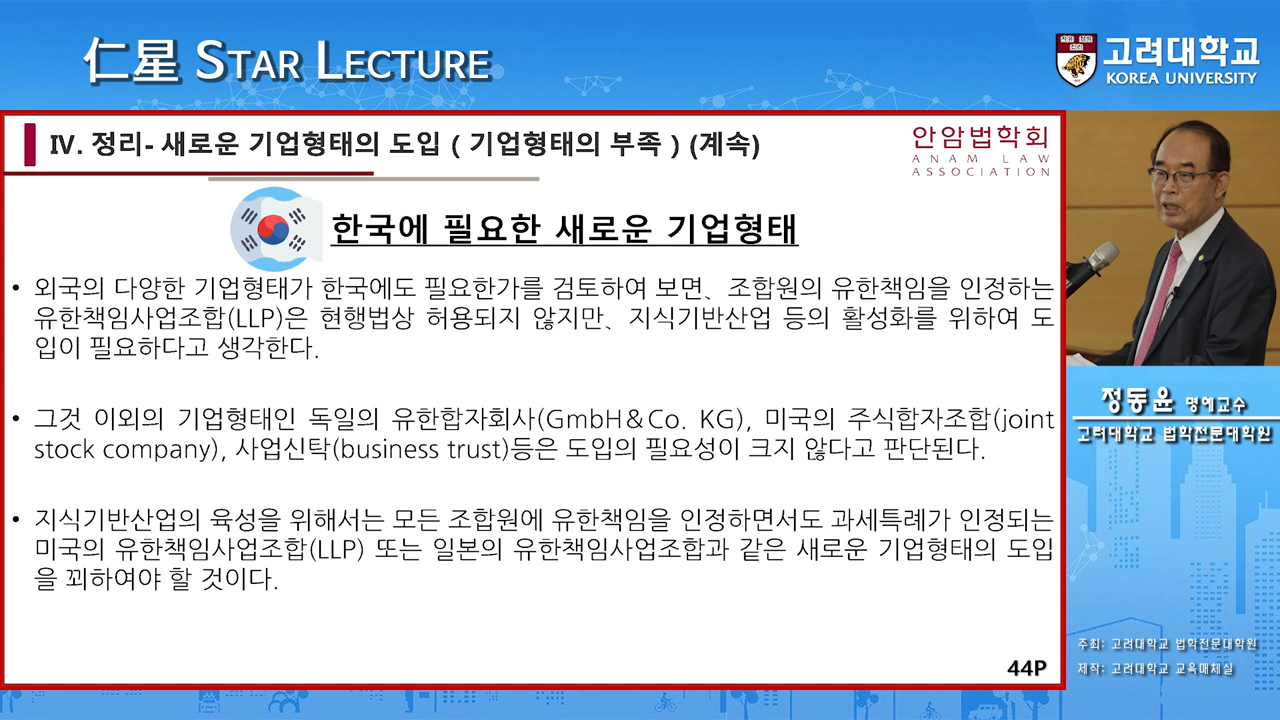 仁星 STAR LECTURE
고려대학교
KOREA UNIVERSITY
Ⅳ. 정리- 새로운 기업형태의 도입 ( 기업형태의 부족 ) (계속)
안암법학회
ANAM LAW
ASSOCIATION
한국에 필요한 새로운 기업형태
• 외국의 다양한 기업형태가 한국에도 필요한가를 검토하여 보면、조합원의 유한책임을 인정하는
유한책임사업조합(LLP)은 현행법상 허용되지 않지만、지식기반산업 등의 활성화를 위하여 도
입이 필요하다고 생각한다.
• 그것 이외의 기업형태인 독일의 유한합자회사(GmbH&Co. KG), 미국의 주식합자조합(joint
stock company), 사업신탁(business trust)등은 도입의 필요성이 크지 않다고 판단된다.
• 지식기반산업의 육성을 위해서는 모든 조합원에 유한책임을 인정하면서도 과세특례가 인정되는
미국의 유한책임사업조합(LLP) 또는 일본의 유한책임사업조합과 같은 새로운 기업형태의 도입
을 꾀하여야 할 것이다.
44P
정동윤 명예교수
고려대학교 법학전문대학원
주최: 고려대학교 법학전문대학원
제작: 고려대학교 교육매체실